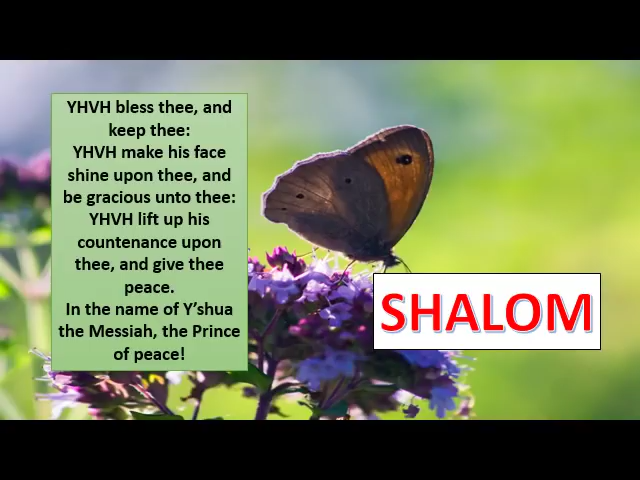 YHVH bless thee, and
keep thee:
YHVH make his face
shine upon thee, and
be gracious unto thee:
YHVH lift up his
countenance upon
thee, and give thee
peace.
In the name of Y’shua
the Messiah, the Prince
of peace!
SHALOM